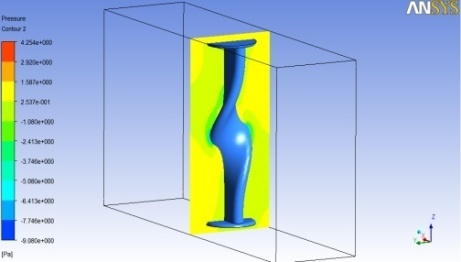 Pressure
Contour 2
ANSYS
4.254e+000
2.920e+000
1.587e+000
2.537e-001
-1.080e+000
-2.413e+000
-3.746e+000
-5.080e+000
-6.413e+000
-7.746e+000
-9.080e+000
[Pa]
Z
Y